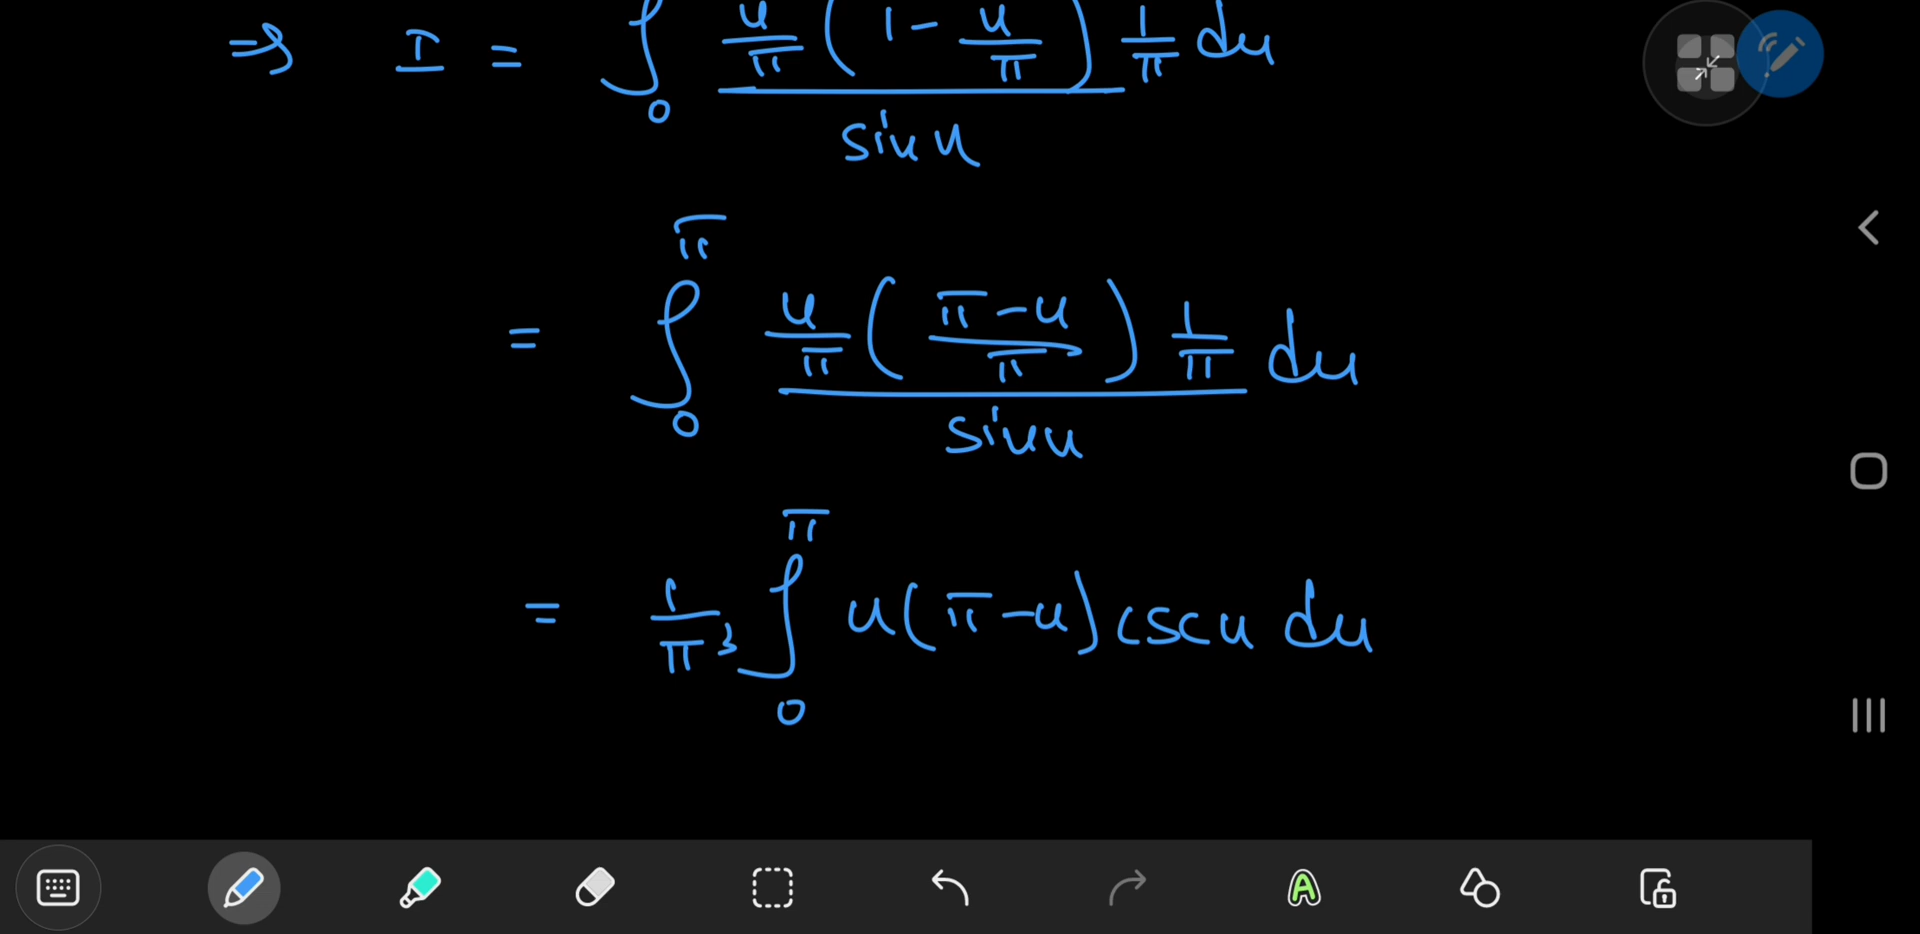 ⇒ I = ∫₀ u/π (1 - u/π) 1/π du / sin u
= ∫₀^π u/π ((π - u)/π) 1/π du / sin u
= 1/π³ ∫₀^π u(π - u) csc u du
A